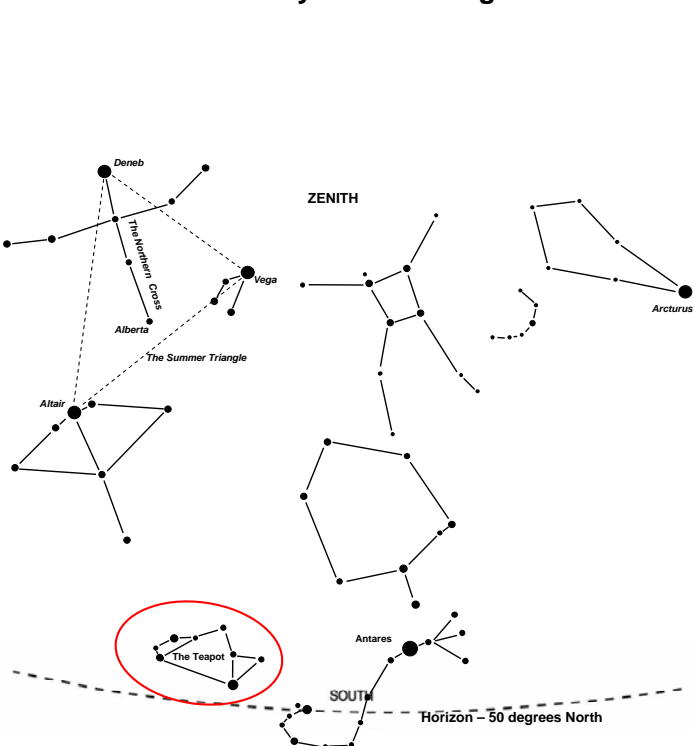 Deneb
ZENITH
The Northern Cross
Vega
Arcturus
Alberta
The Summer Triangle
Altair
Antares
The Teapot
SOUTH
Horizon – 50 degrees North